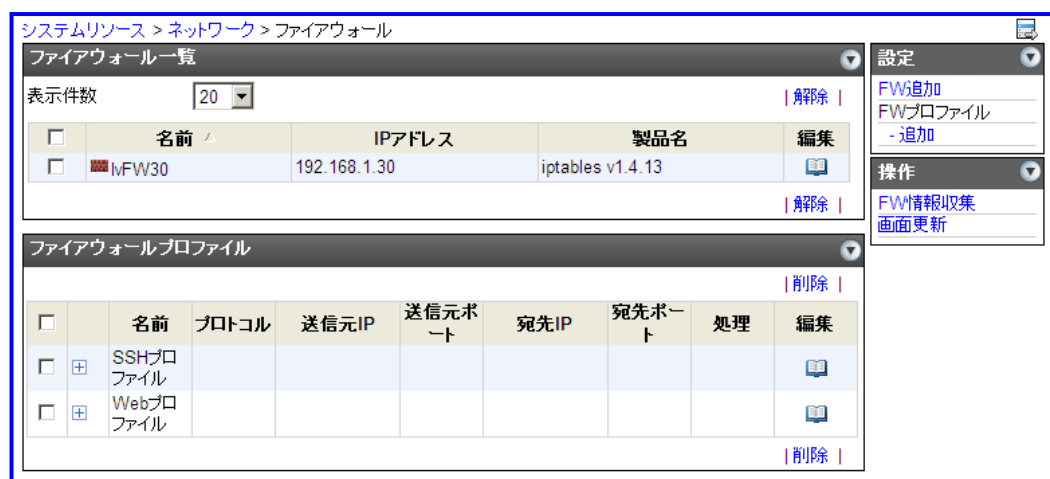 システムリソース > ネットワーク > ファイアウォール
ファイアウォール一覧
表示件数 20 | 解除 |
名前 IPアドレス 製品名 編集
lvFW30 192.168.1.30 iptables v1.4.13
| 解除 |
ファイアウォールプロファイル
| 削除 |
名前 プロトコル 送信元IP 送信元ポート 宛先IP 宛先ポート 処理 編集
SSHプロ
ファイル
Webプロ
ファイル
| 削除 |
設定
FW追加
FWプロファイル
- 追加
操作
FW情報収集
画面更新